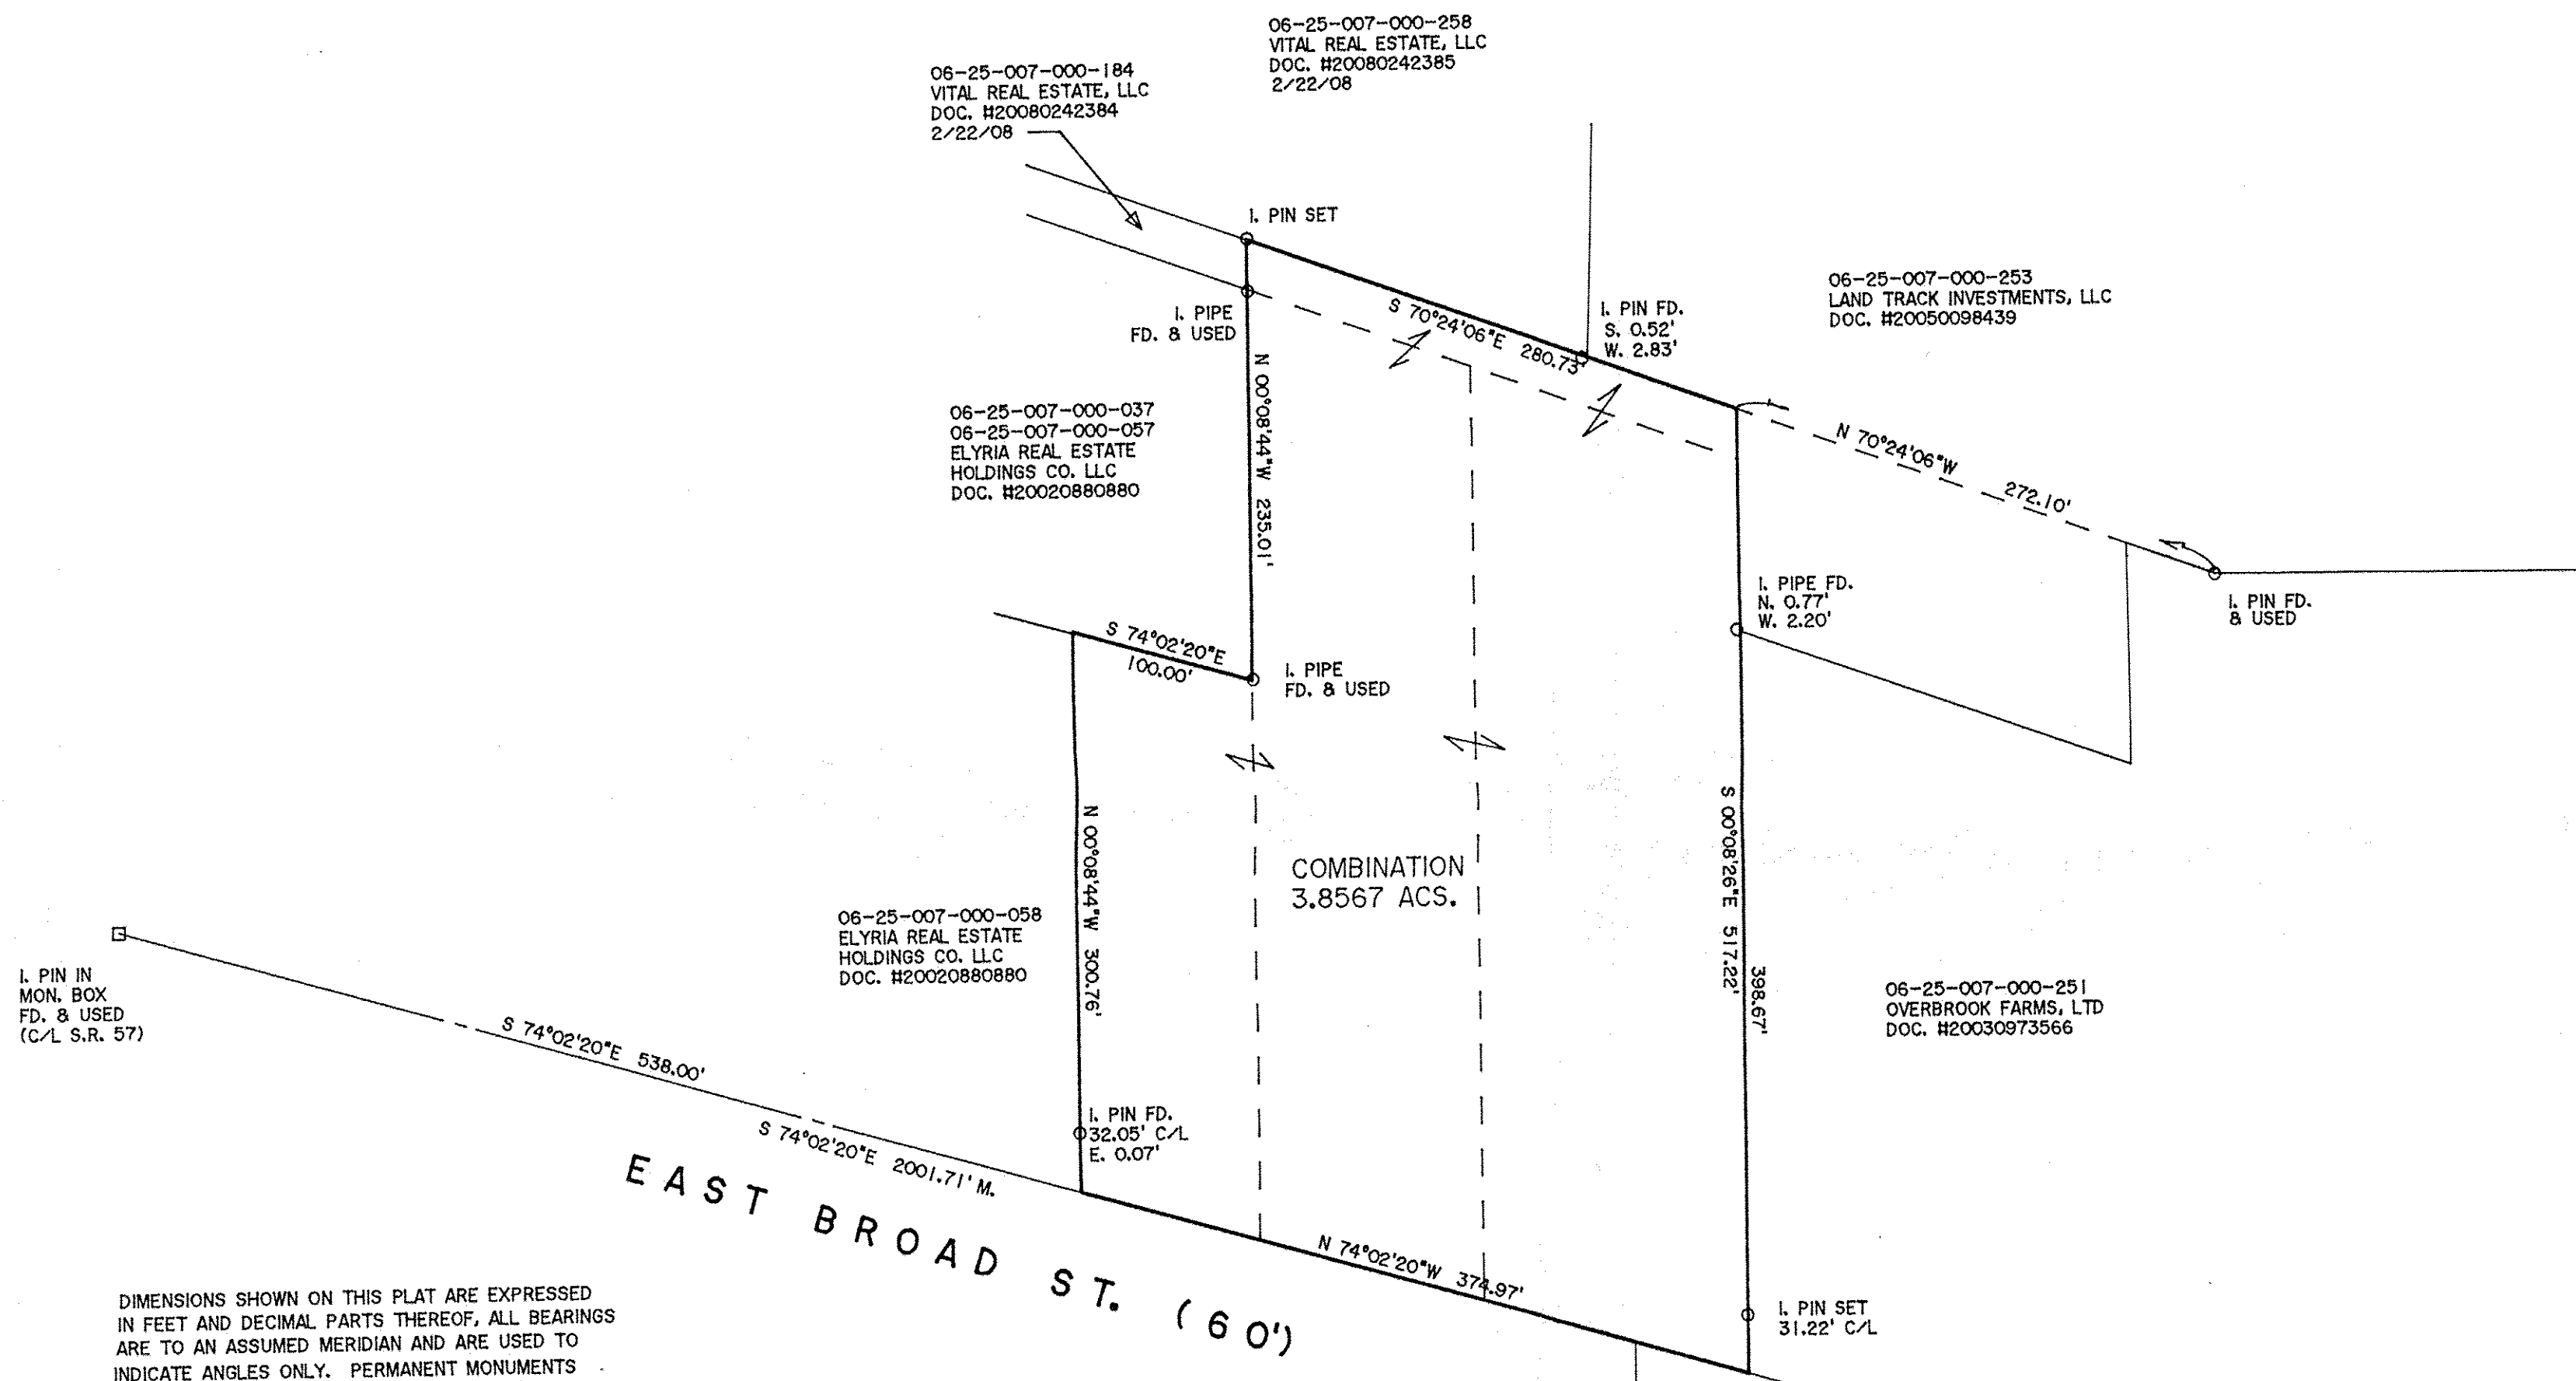 06-25-007-000-258
VITAL REAL ESTATE, LLC
DOC. #20080242385
2/22/08
06-25-007-000-184
VITAL REAL ESTATE, LLC
DOC. #20080242384
2/22/08
I. PIN SET
I. PIPE
FD. & USED
S 70°24'06"E 280.73'
I. PIN FD.
S. 0.52'
W. 2.83'
06-25-007-000-253
LAND TRACK INVESTMENTS, LLC
DOC. #20050098439
N 00°08'44"W 235.01'
06-25-007-000-037
06-25-007-000-057
ELYRIA REAL ESTATE
HOLDINGS CO. LLC
DOC. #20020880880
N 70°24'06"W 272.10'
I. PIPE FD.
N. 0.77'
W. 2.20'
I. PIN FD.
& USED
S 74°02'20"E
100.00'
I. PIPE
FD. & USED
N 00°08'44"W 300.76'
COMBINATION
3.8567 ACS.
S 00°08'26"E 517.22'
398.67'
06-25-007-000-058
ELYRIA REAL ESTATE
HOLDINGS CO. LLC
DOC. #20020880880
06-25-007-000-251
OVERBROOK FARMS, LTD
DOC. #20030973566
I. PIN IN
MON. BOX
FD. & USED
(C/L S.R. 57)
S 74°02'20"E 538.00'
S 74°02'20"E 2001.71' M.
I. PIN FD.
32.05' C/L
E. 0.07'
EAST BROAD ST. (60')
N 74°02'20"W 374.97'
I. PIN SET
31.22' C/L
DIMENSIONS SHOWN ON THIS PLAT ARE EXPRESSED
IN FEET AND DECIMAL PARTS THEREOF, ALL BEARINGS
ARE TO AN ASSUMED MERIDIAN AND ARE USED TO
INDICATE ANGLES ONLY. PERMANENT MONUMENTS